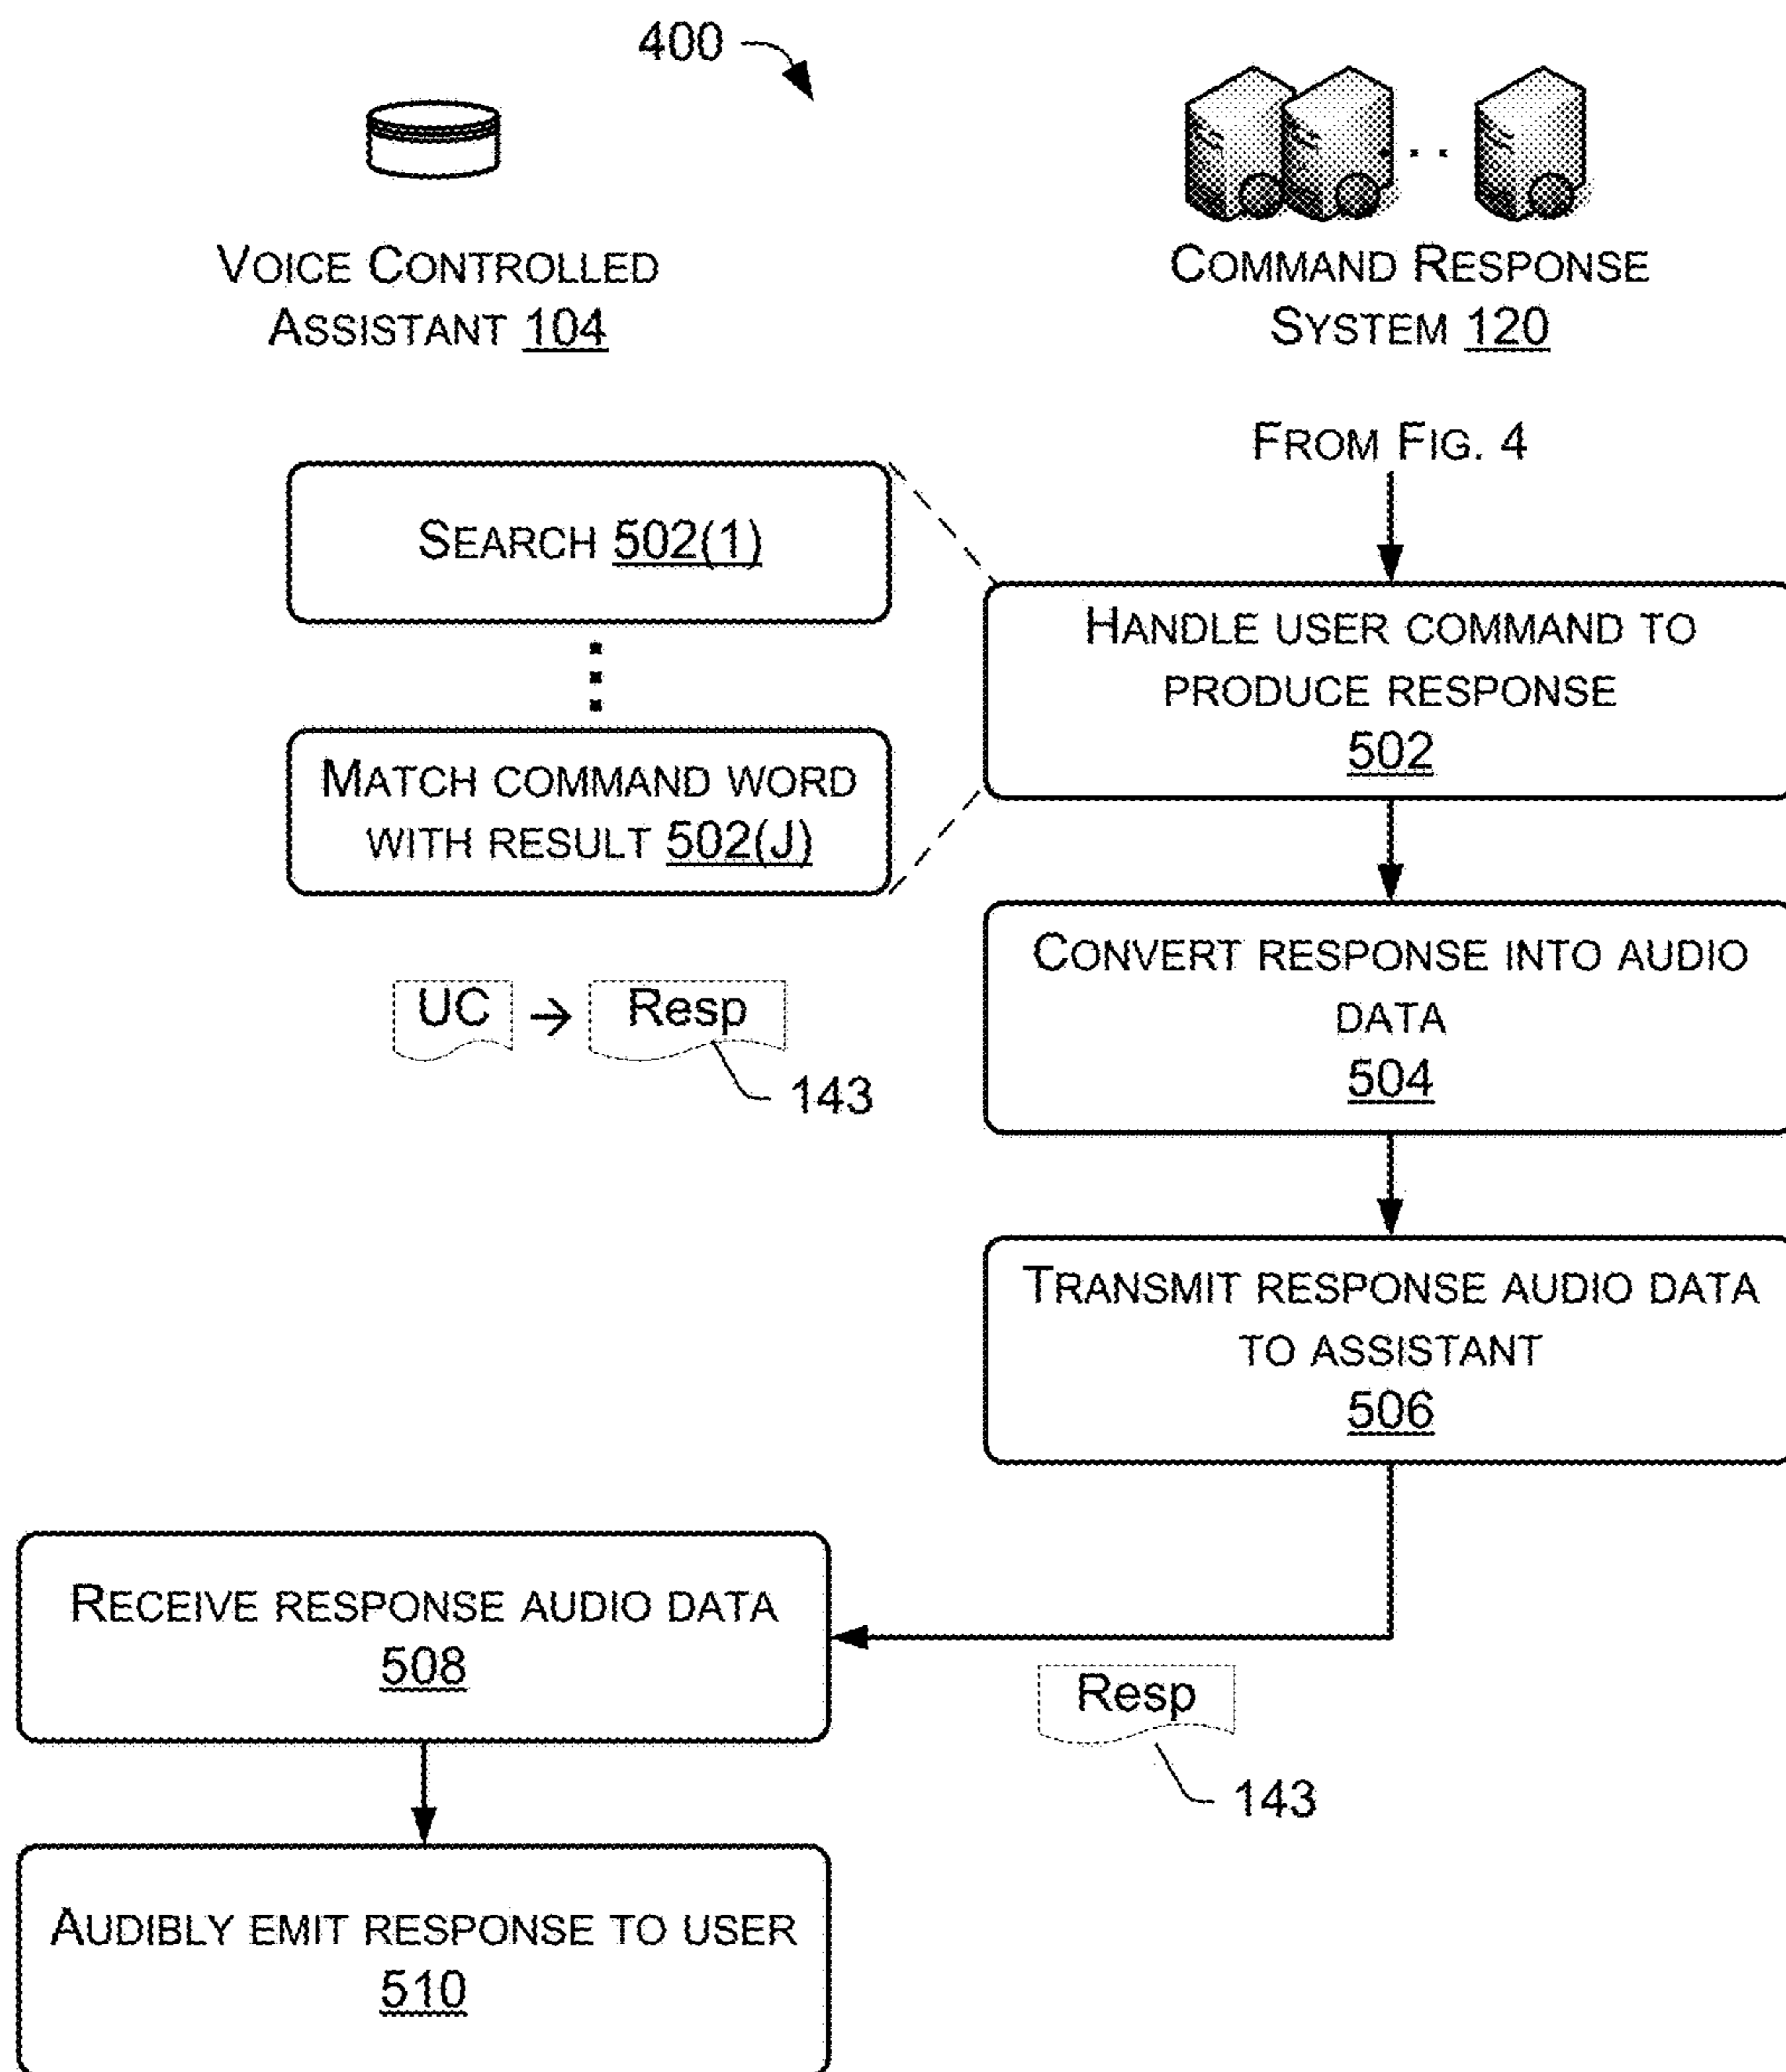 400
VOICE CONTROLLED
ASSISTANT 104
COMMAND RESPONSE
SYSTEM 120
FROM FIG. 4
SEARCH 502(1)
MATCH COMMAND WORD
WITH RESULT 502(J)
HANDLE USER COMMAND TO
PRODUCE RESPONSE
502
UC → Resp
143
CONVERT RESPONSE INTO AUDIO
DATA
504
TRANSMIT RESPONSE AUDIO DATA
TO ASSISTANT
506
RECEIVE RESPONSE AUDIO DATA
508
Resp
143
AUDIBLY EMIT RESPONSE TO USER
510